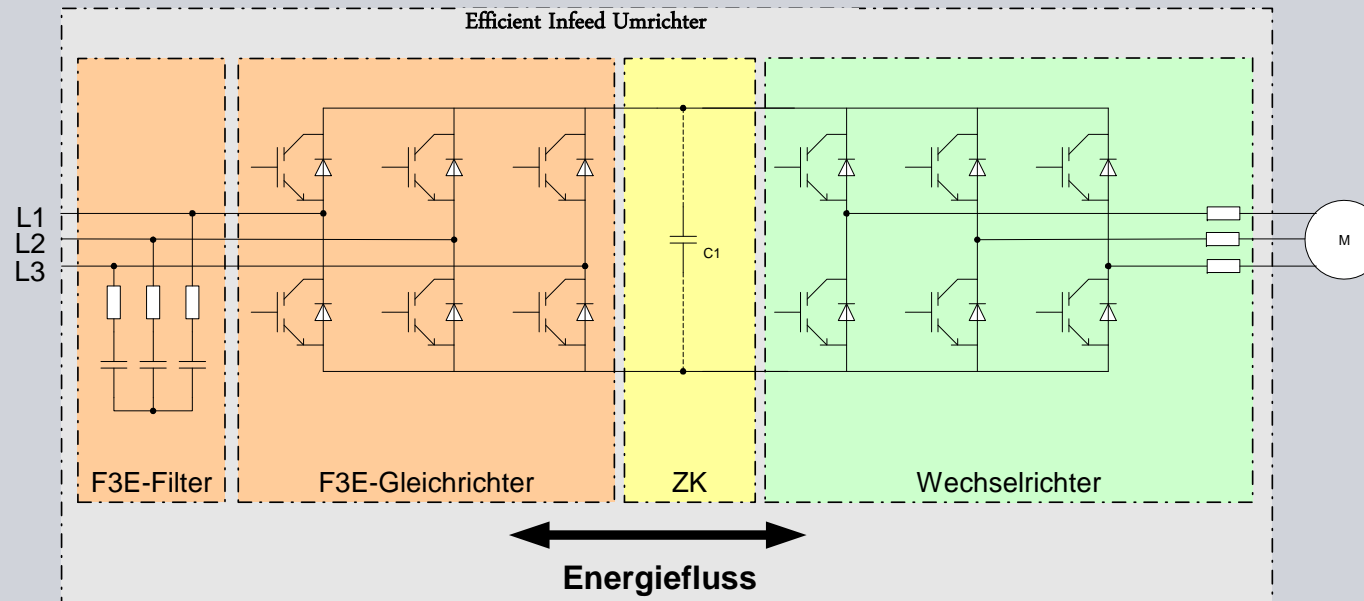 Efficient Infeed Umrichter
L1
L2
L3
C1
M
F3E-Filter
F3E-Gleichrichter
ZK
Wechselrichter
Energiefluss